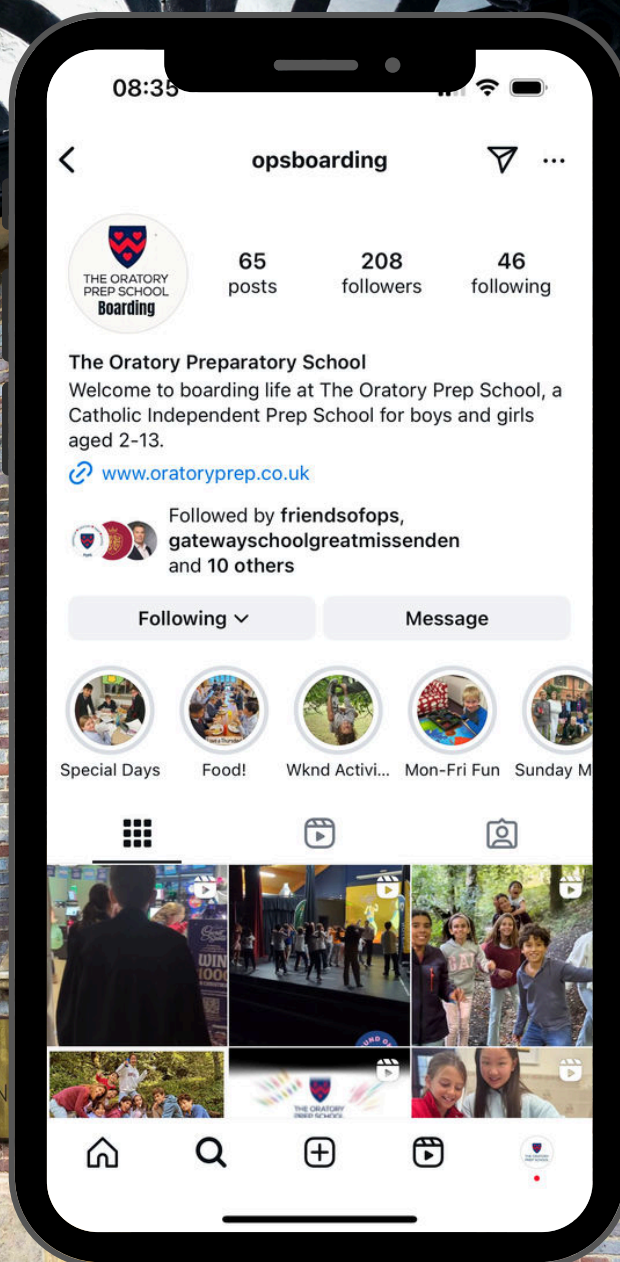 08:35
opsboarding
THE ORATORY
PREP SCHOOL
Boarding
65
posts
208
followers
46
following
The Oratory Preparatory School
Welcome to boarding life at The Oratory Prep School, a
Catholic Independent Prep School for boys and girls
aged 2-13.
www.oratoryprep.co.uk
Followed by friendsofops,
gatewayschoolgreatmissenden
and 10 others
Following
Message
Special Days
Food!
Wknd Activi...
Mon-Fri Fun
Sunday M
WIN
THE ORATORY
PREP SCHOOL